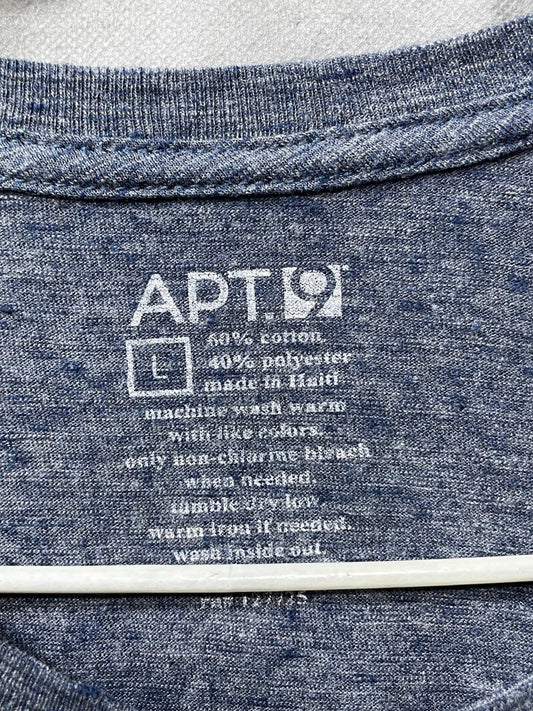 APT. 9
L
60% cotton
40% polyester
made in Haiti
machine wash warm
with like colors.
only non-chlorine bleach
when needed.
tumble dry low.
warm iron if needed.
wash inside out.